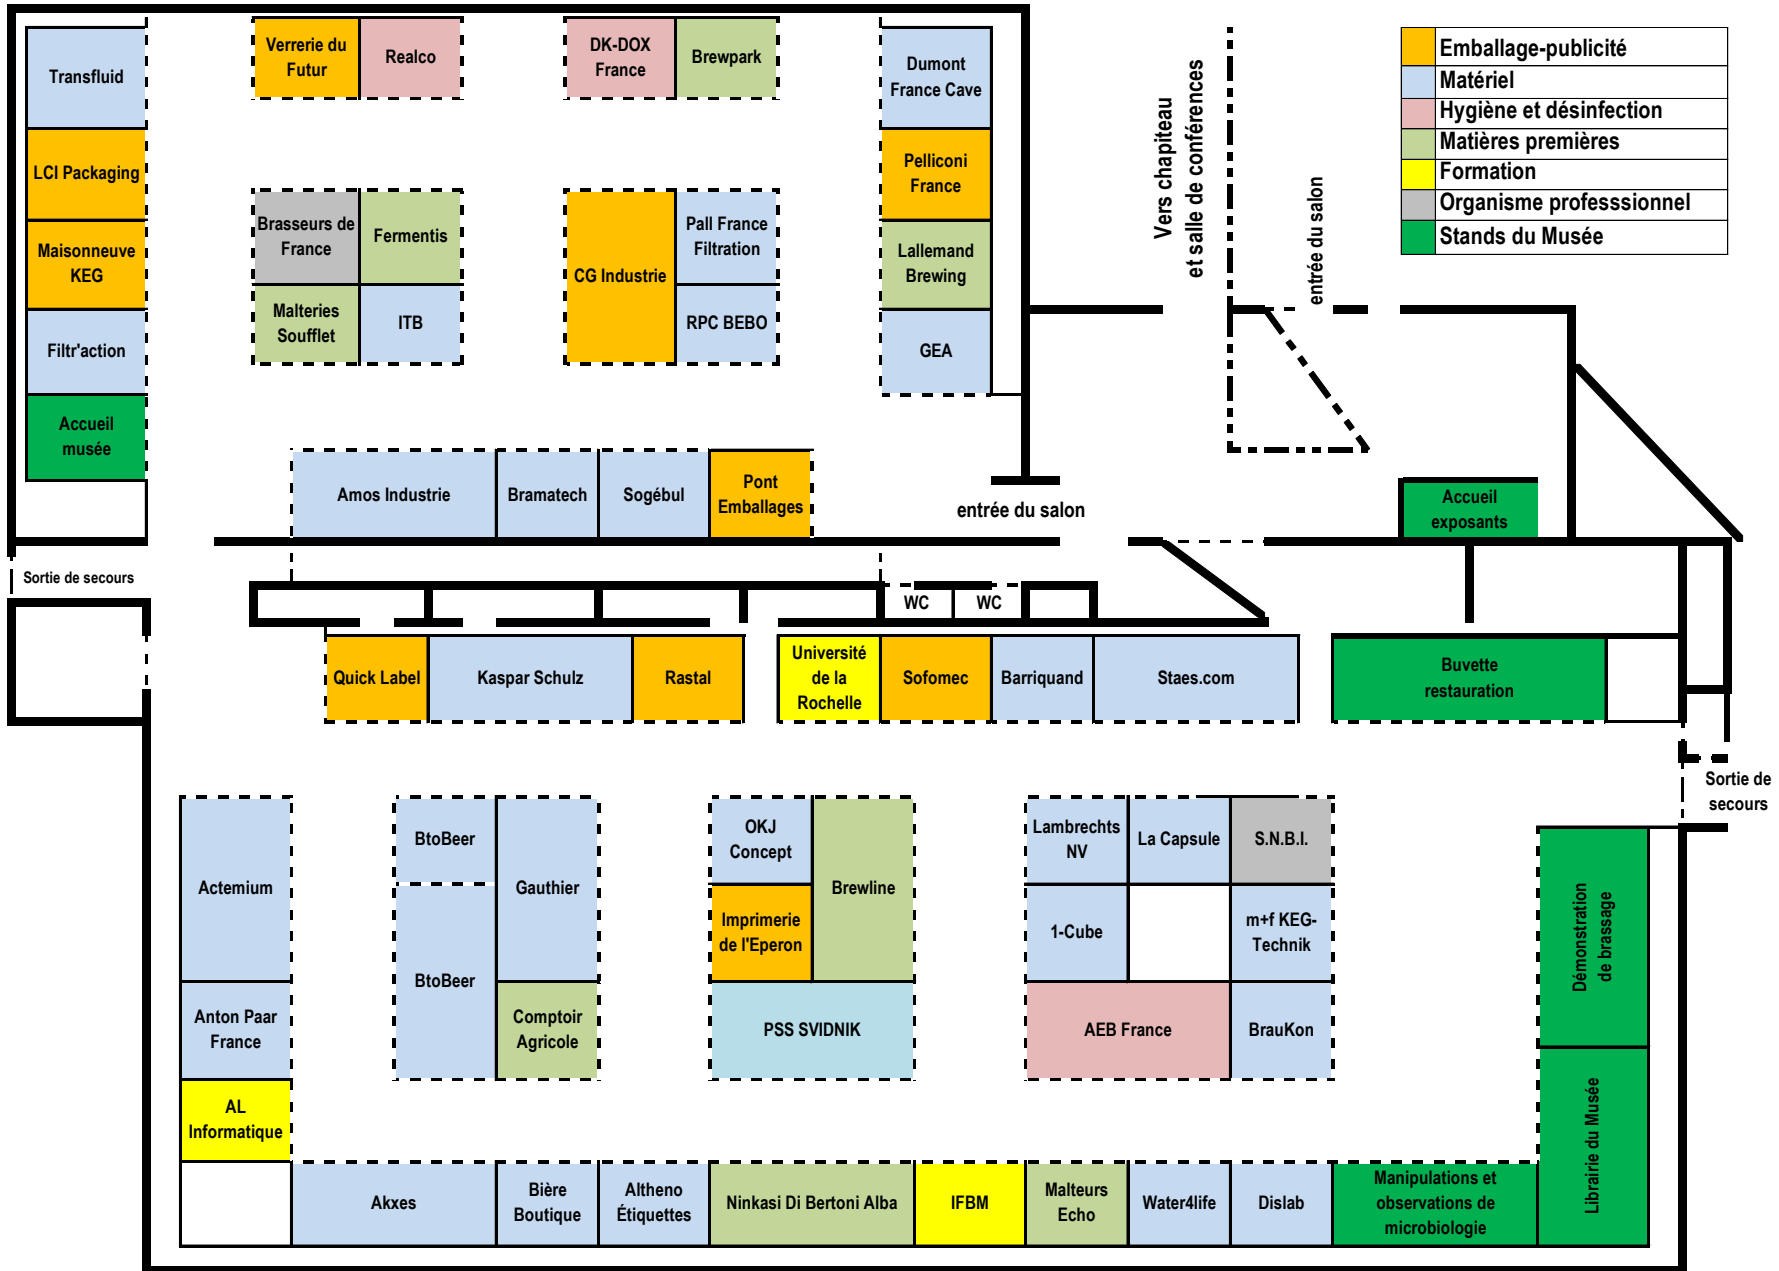 Transfluid
LCI Packaging
Maisonneuve
KEG
Filtr'action
Accueil
musée
Verrerie du
Futur
Realco
DK-DOX
France
Brewpark
Dumont
France Cave
Pelliconi
France
Lallemand
Brewing
GEA
Brasseurs de
France
Fermentis
Malteries
Soufflet
ITB
CG Industrie
Pall France
Filtration
RPC BEBO
Amos Industrie
Bramatech
Sogébul
Pont
Emballages
Vers chapiteau
et salle de conférences
entrée du salon
Emballage-publicité
Matériel
Hygiène et désinfection
Matières premières
Formation
Organisme professsionnel
Stands du Musée
entrée du salon
Accueil
exposants
Sortie de secours
WC
WC
Quick Label
Kaspar Schulz
Rastal
Université
de la
Rochelle
Sofomec
Barriquand
Staes.com
Buvette
restauration
Sortie de
secours
Actemium
Anton Paar
France
AL
Informatique
BtoBeer
BtoBeer
Gauthier
Comptoir
Agricole
OKJ
Concept
Imprimerie
de l'Eperon
Brewline
PSS SVIDNIK
Lambrechts
NV
La Capsule
S.N.B.I.
1-Cube
m+f KEG-
Technik
AEB France
BrauKon
Démonstration
de brassage
Librairie du Musée
Akxes
Bière
Boutique
Altheno
Étiquettes
Ninkasi Di Bertoni Alba
IFBM
Malteurs
Echo
Water4life
Dislab
Manipulations et
observations de
microbiologie